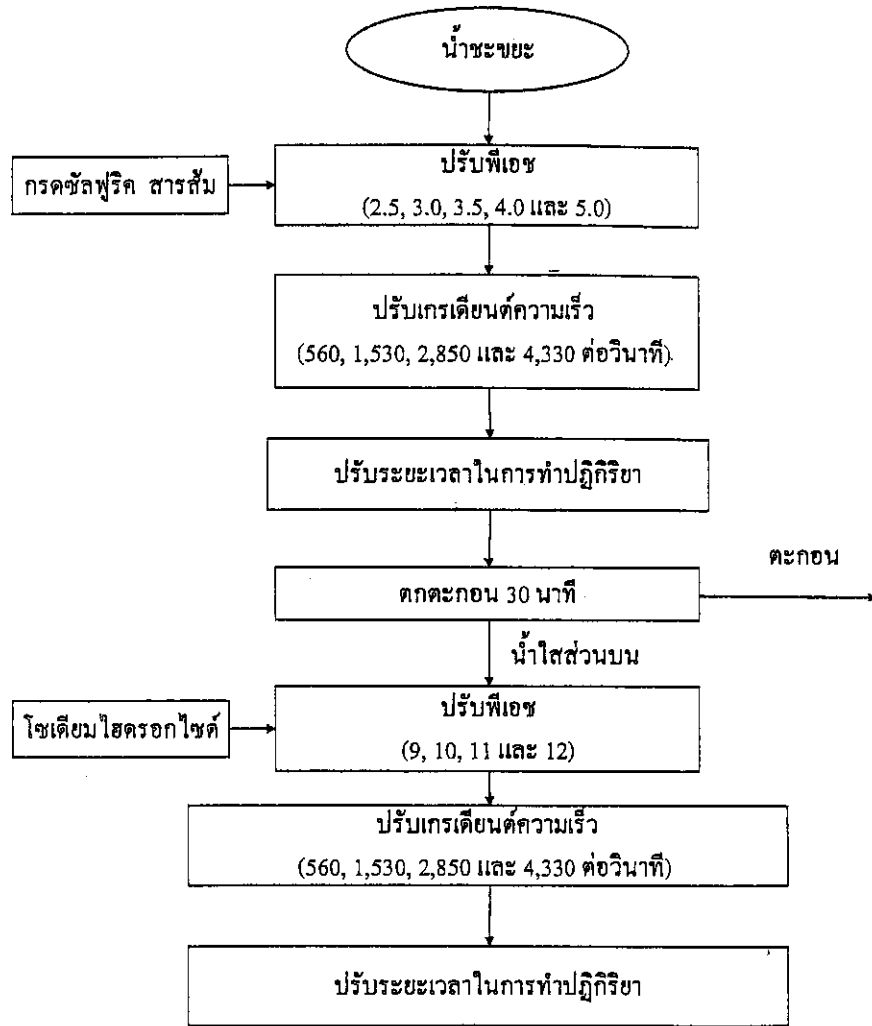 น้ำชะขยะ
กรดซัลฟูริค สารส้ม
ปรับพีเอช
(2.5, 3.0, 3.5, 4.0 และ 5.0)
ปรับเกรเดียนต์ความเร็ว
(560, 1,530, 2,850 และ 4,330 ต่อวินาที)
ปรับระยะเวลาในการทำปฏิกิริยา
ตกตะกอน 30 นาที
ตะกอน
น้ำใสส่วนบน
โซเดียมไฮดรอกไซด์
ปรับพีเอช
(9, 10, 11 และ 12)
ปรับเกรเดียนต์ความเร็ว
(560, 1,530, 2,850 และ 4,330 ต่อวินาที)
ปรับระยะเวลาในการทำปฏิกิริยา